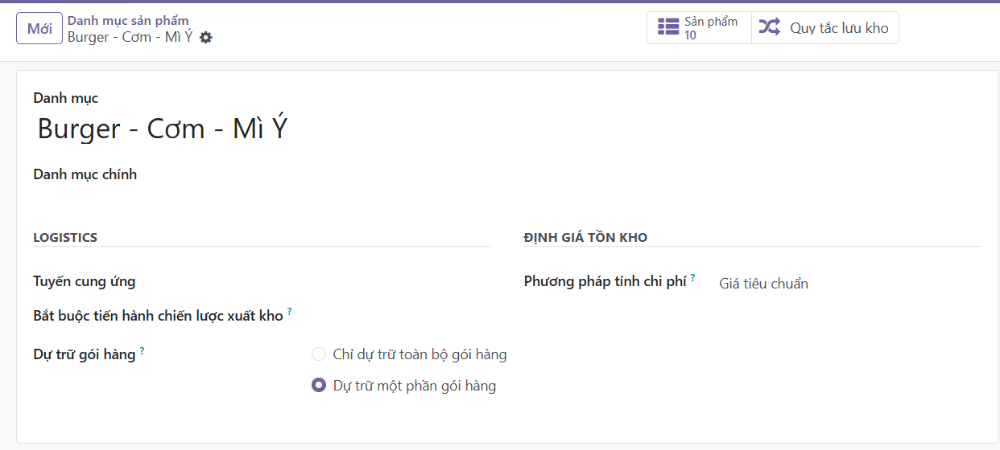 Mới
Danh mục sản phẩm
Burger - Cơm - Mì Ý
Sản phẩm
10
Quy tắc lưu kho
Danh mục
Burger - Cơm - Mì Ý
Danh mục chính
LOGISTICS
ĐỊNH GIÁ TỒN KHO
Tuyến cung ứng
Phương pháp tính chi phí ? Giá tiêu chuẩn
Bắt buộc tiến hành chiến lược xuất kho ?
Dự trữ gói hàng ?
Chỉ dự trữ toàn bộ gói hàng
Dự trữ một phần gói hàng